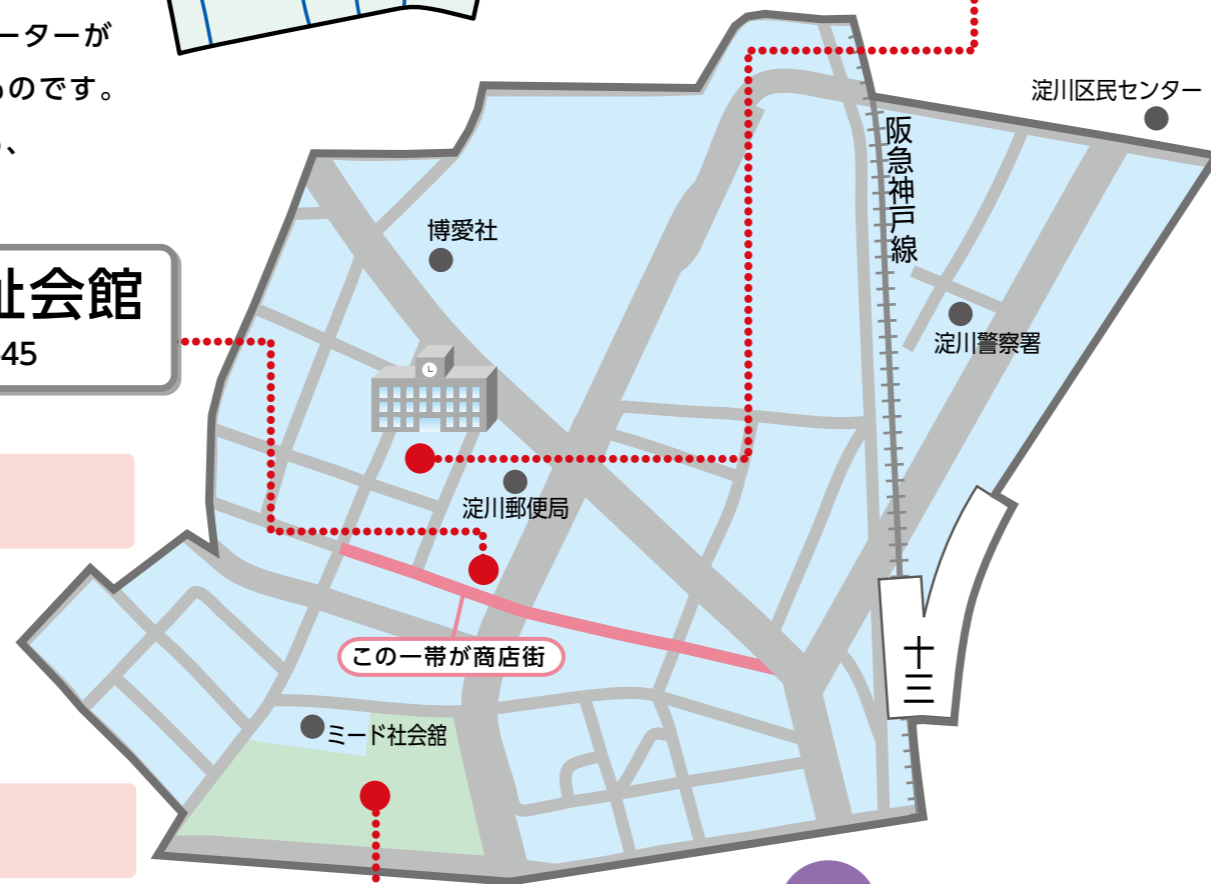 ーターが
ものです。
、
祉会館
45
淀川区民センター
阪急神戸線
博愛社
淀川警察署
淀川郵便局
この一帯が商店街
十三
ミード社会舘